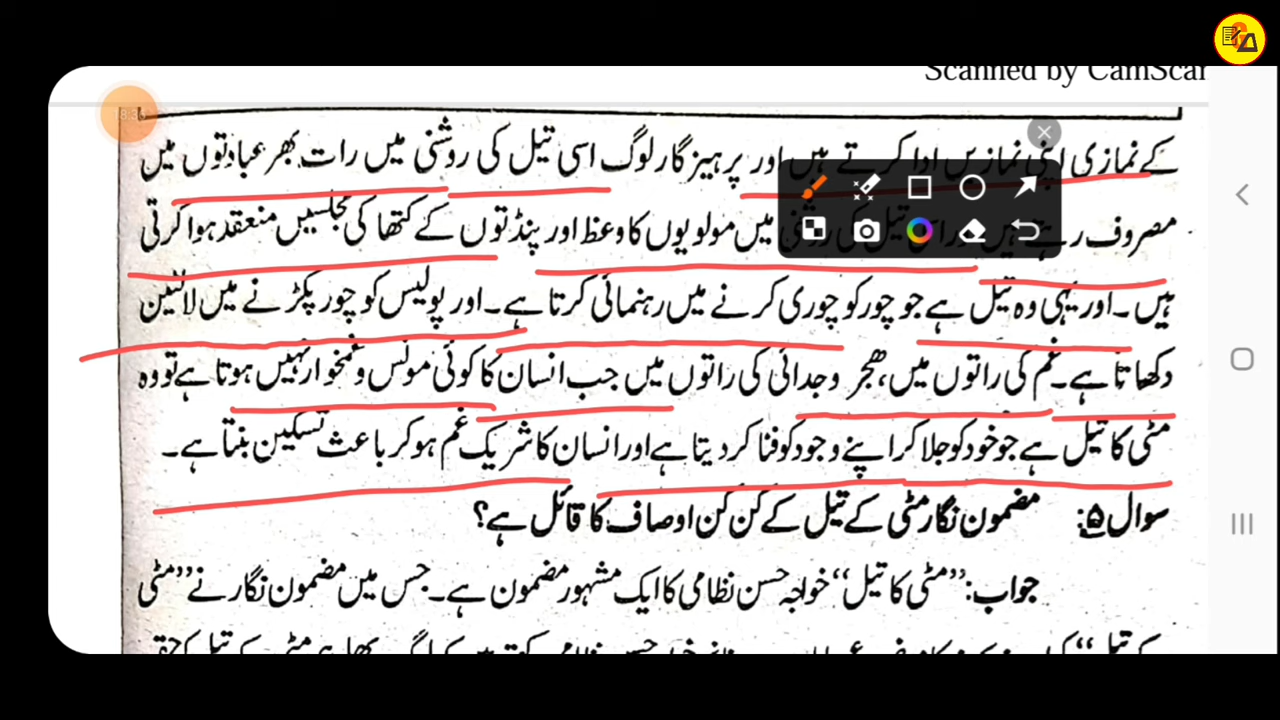 Scanned by CamScan
کے نمازی اپنی نمازیں ادا کرتے ہیں اور پرہیز گار لوگ اسی تیل کی روشنی میں رات بھر عبادتوں میں
مصروف رہتے ہیں میں مولویوں کا وعظ اور پنڈتوں کے کتھا کی مجلسیں منعقد ہوا کرتی
ہیں۔ اور یہی وہ تیل ہے جو چور کو چوری کرنے میں رہنمائی کرتا ہے۔ اور پولیس کو چور پکڑنے میں لالٹین
دکھاتا ہے۔ غم کی راتوں میں، ھجر وجدائی کی راتوں میں جب انسان کا کوئی مونس و غمخوار نہیں ہوتا ہے تو وہ
مٹی کا تیل ہے جو خود کو جلا کر اپنے وجود کو فنا کر دیتا ہے اور انسان کا شریک غم ہو کر باعث تسکین بنتا ہے۔
سوال ۵: مضمون نگار مٹی کے تیل کے کن کن اوصاف کا قائل ہے؟
جواب: ”مٹی کا تیل“ خواجہ حسن نظامی کا ایک مشہور مضمون ہے۔ جس میں مضمون نگار نے ”مٹی